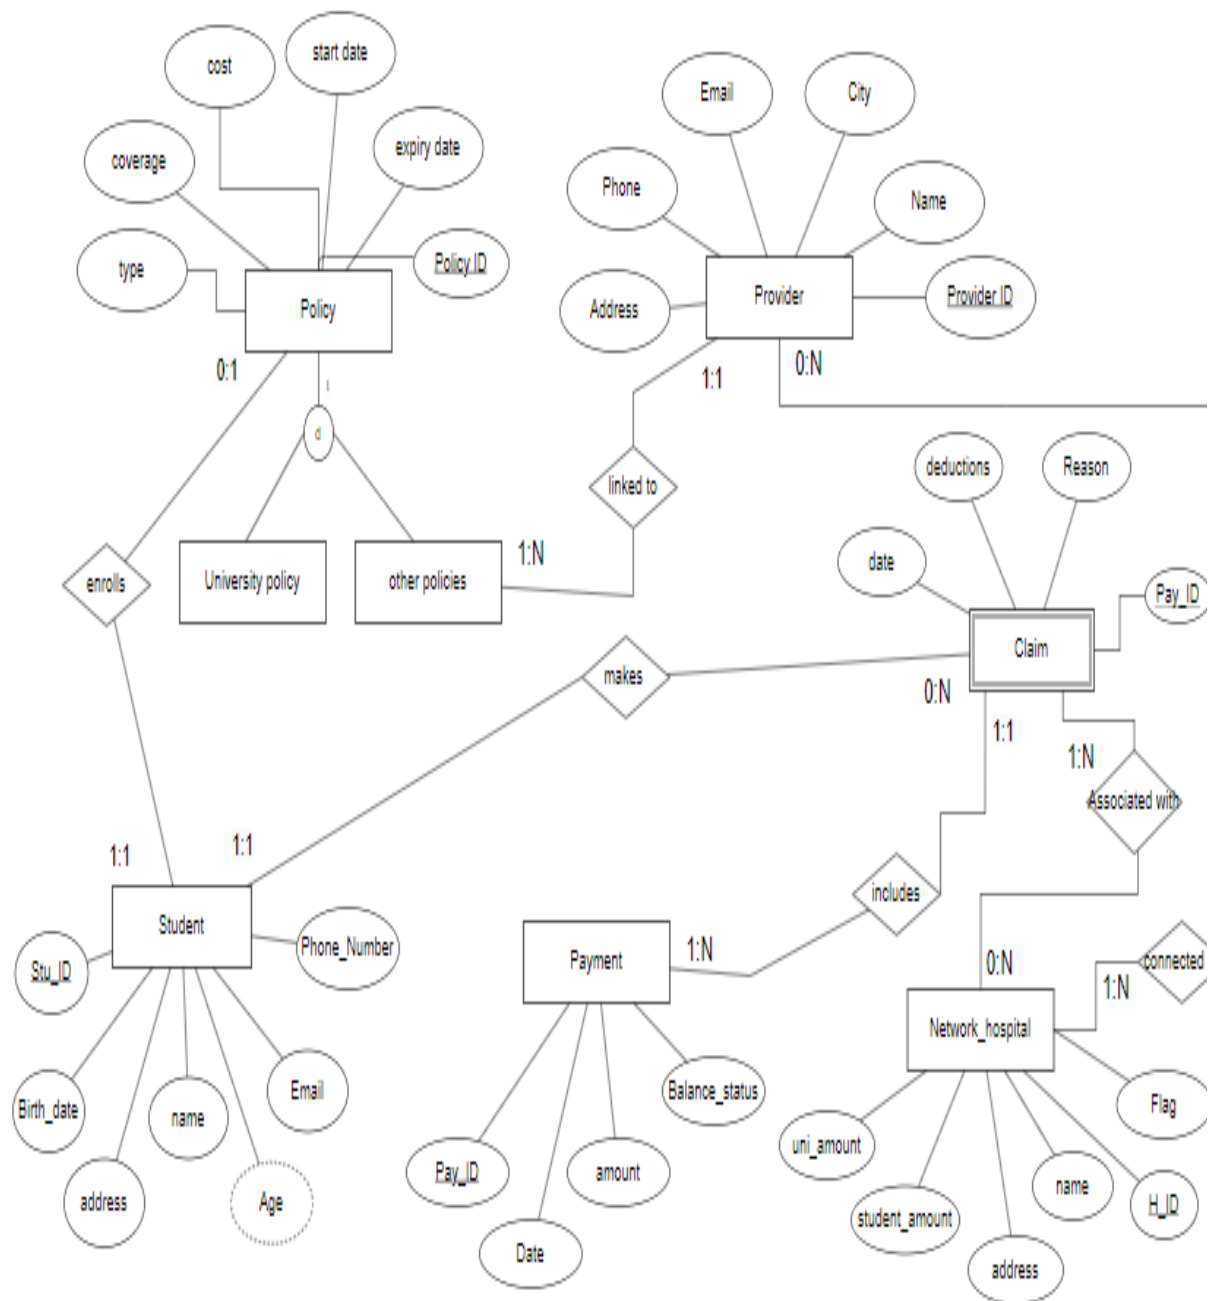 start date
cost
Email
City
expiry date
coverage
Phone
Name
Policy ID
type
Provider ID
Provider
Policy
Address
0:1
0:N
1:1
t
d
deductions
Reason
linked to
1:N
date
University policy
other policies
enrolls
Pay_ID
Claim
makes
0:N
1:1
1:N
Associated with
1:1
1:1
includes
Student
Phone_Number
Payment
1:N
Stu_ID
0:N
connected
1:N
Network_hospital
Email
Balance_status
Flag
Birth_date
name
uni_amount
Pay_ID
amount
name
address
Age
H_ID
student_amount
Date
address